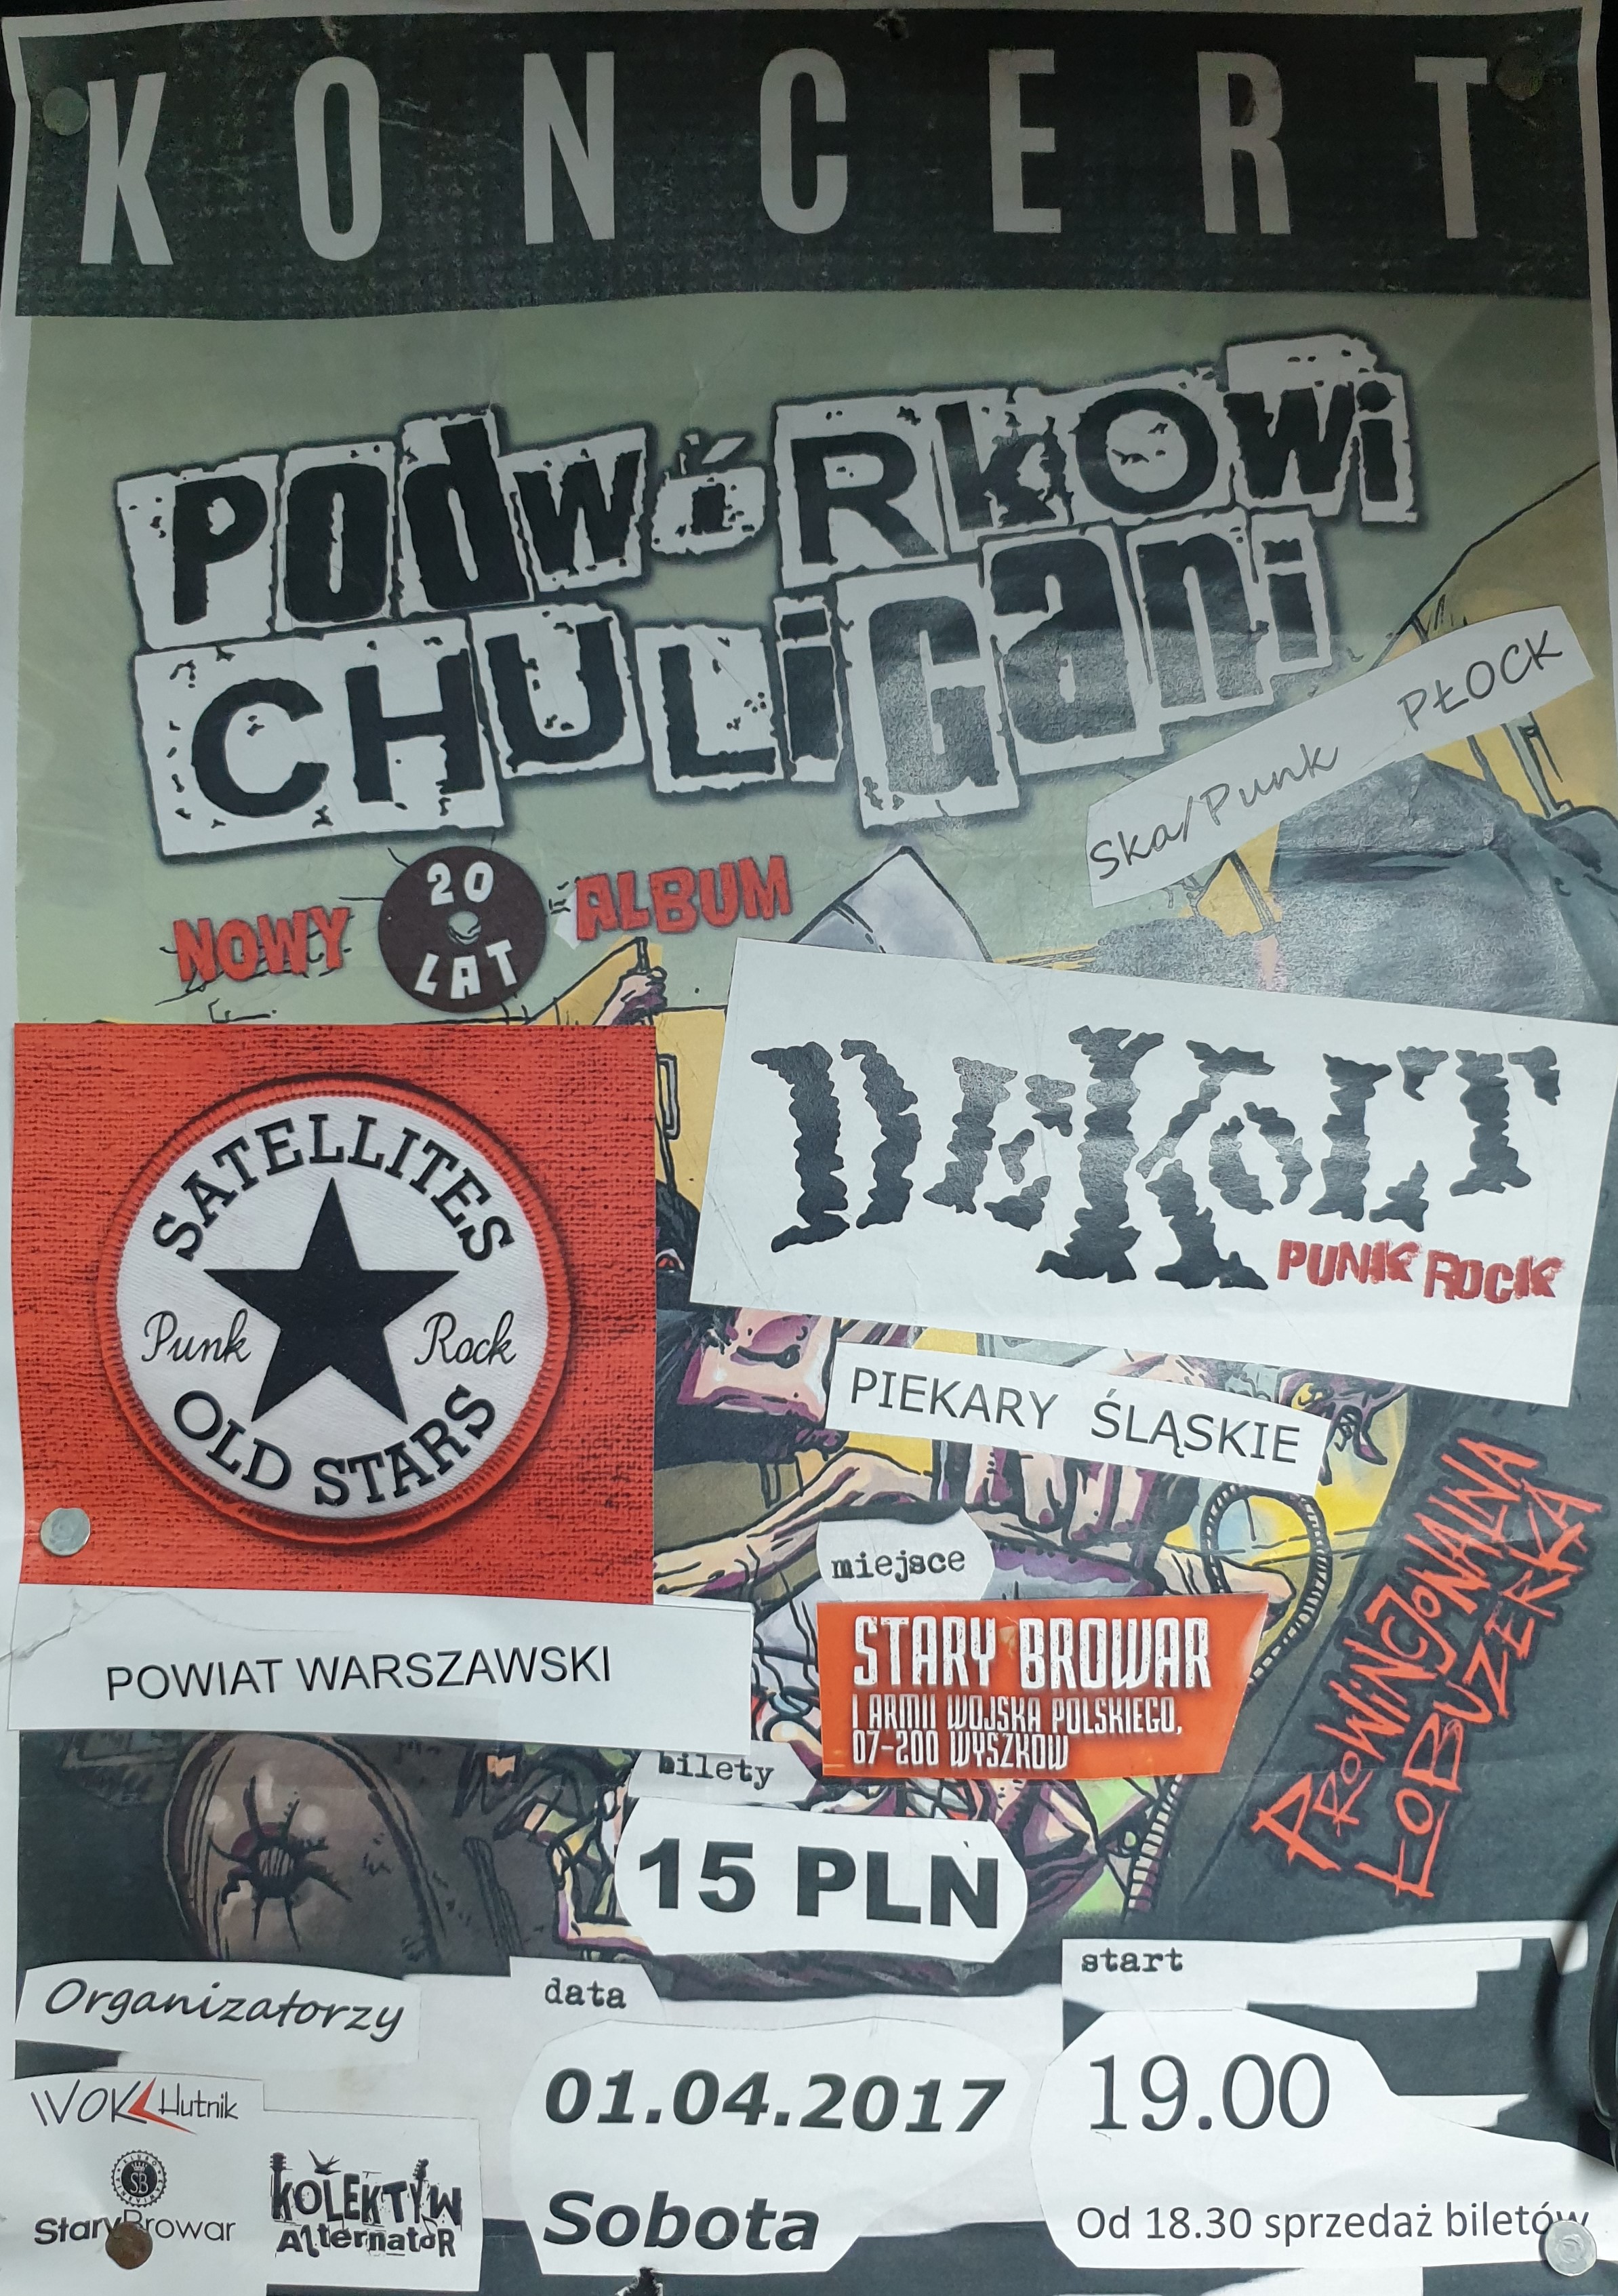 KONCERT
PODWÓRKOWI
CHULIGANI
Ska/Punk PŁOCK
NOWY 20 LAT ALBUM
SATELLITES
Punk Rock
OLD STARS
POWIAT WARSZAWSKI
DEKOLT
PUNK ROCK
PIEKARY ŚLĄSKIE
PROWINCJONALNA
ŁOBUZERKA
miejsce
STARY BROWAR
I ARMII WOJSKA POLSKIEGO,
07-200 WYSZKÓW
bilety
15 PLN
Organizatorzy
WOK Hutnik
SB
Stary Browar
KOLEKTYW
AlternatoR
data
01.04.2017
Sobota
start
19.00
Od 18.30 sprzedaż biletów